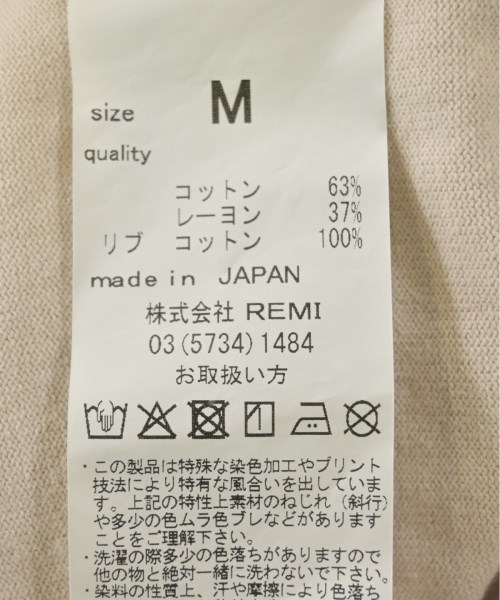 size M
quality
コットン 63%
レーヨン 37%
リブ コットン 100%
made in JAPAN
株式会社 REMI
03(5734)1484
お取扱い方
・この製品は特殊な染色加工やプリント
技法により特有な風合いを出しています。
す。上記の特性上素材のねじれ(斜行)
や多少の色ムラ色ブレなどがあります
ことをご理解下さい。
・洗濯の際多少の色落ちがありますので
他の物と絶対一緒に洗わないで下さい。
・染料の性質上、汗や摩擦により色落ち